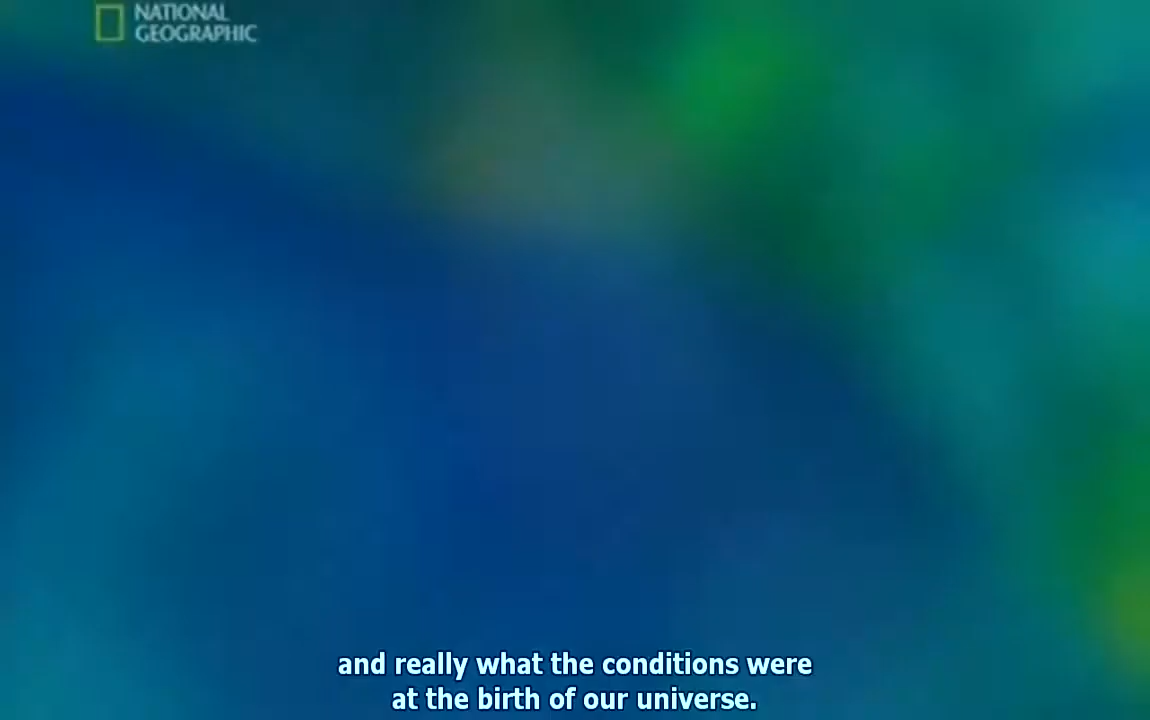 NATIONAL
GEOGRAPHIC
and really what the conditions were
at the birth of our universe.